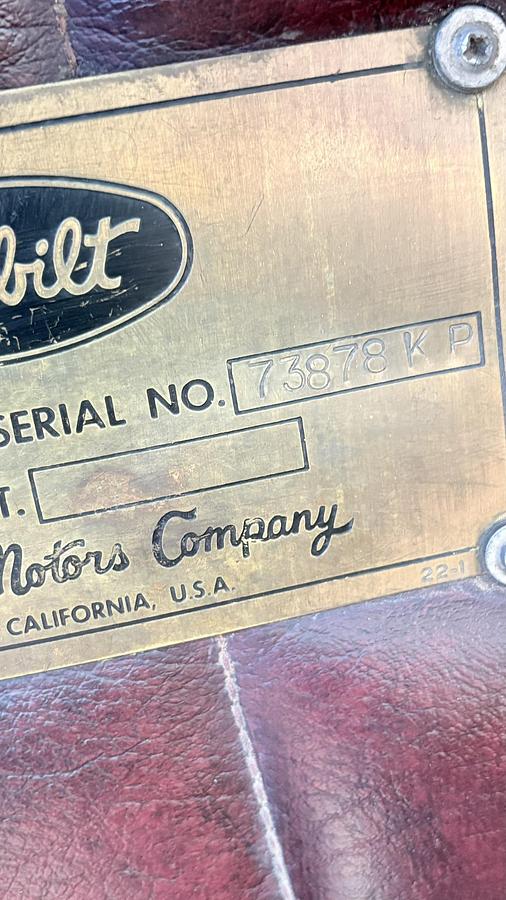 bilt
SERIAL NO. 73878 K P
T.
Motors Company
CALIFORNIA, U.S.A.
22-1